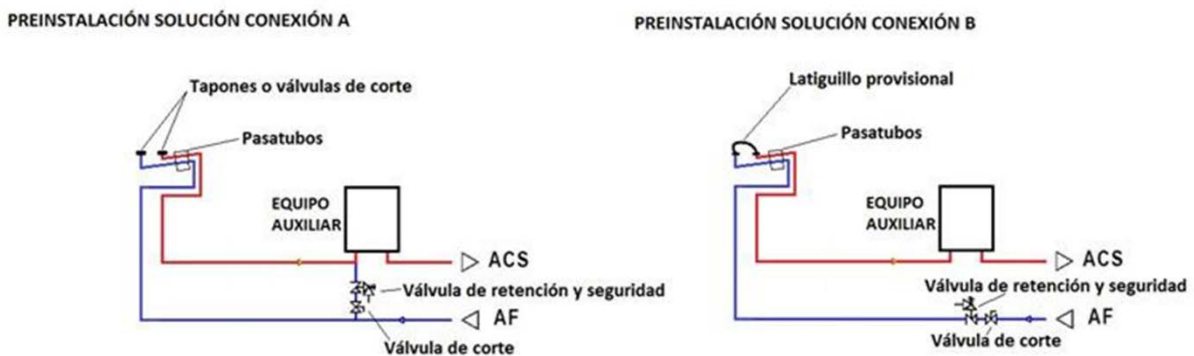 PREINSTALACIÓN SOLUCIÓN CONEXIÓN A
Tapones o válvulas de corte
Pasatubos
EQUIPO
AUXILIAR
ACS
Válvula de retención y seguridad
AF
Válvula de corte
PREINSTALACIÓN SOLUCIÓN CONEXIÓN B
Latiguillo provisional
Pasatubos
EQUIPO
AUXILIAR
ACS
Válvula de retención y seguridad
AF
Válvula de corte